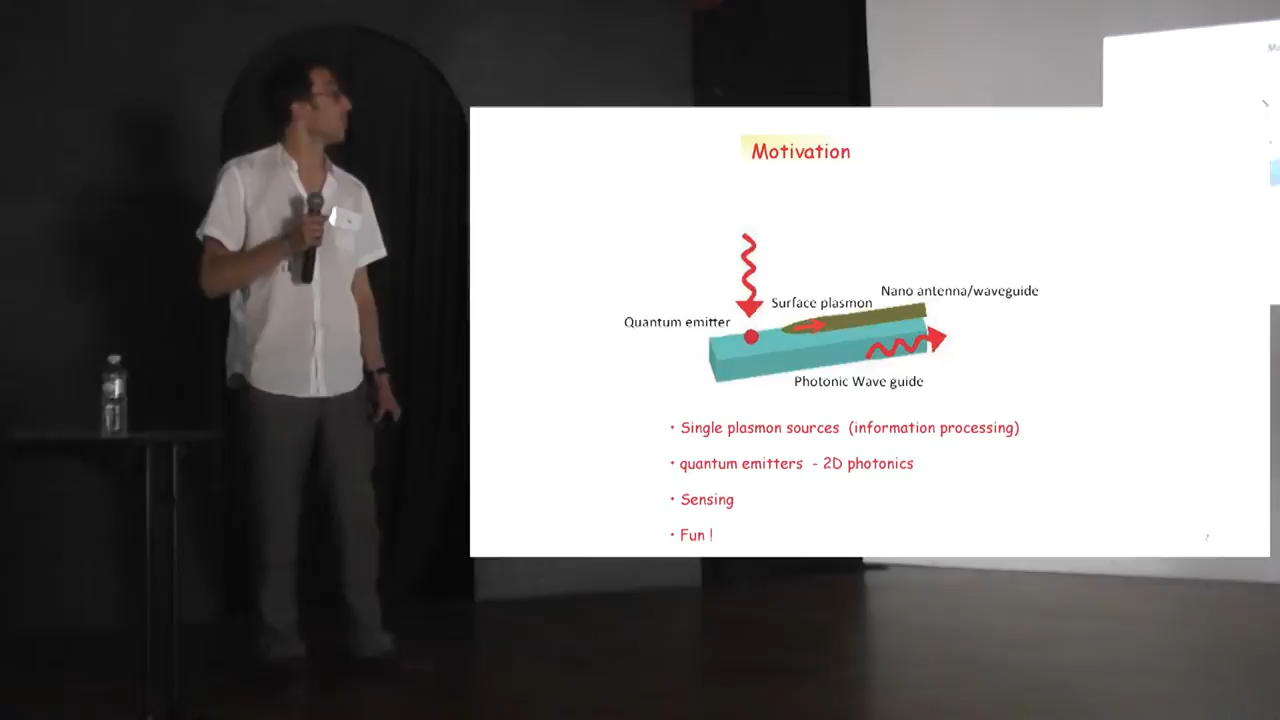 Motivation
Nano antenna/waveguide
Surface plasmon
Quantum emitter
Photonic Wave guide
• Single plasmon sources (information processing)
• quantum emitters - 2D photonics
• Sensing
• Fun !